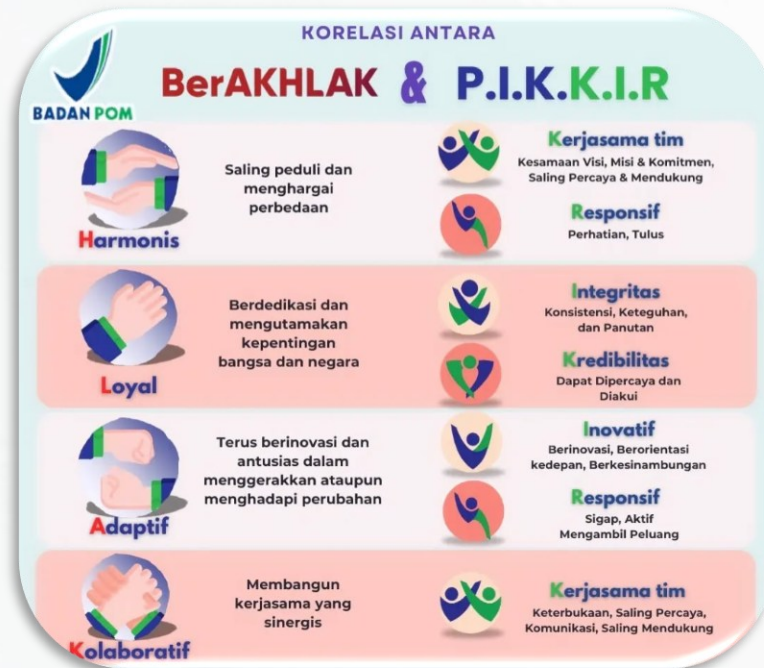 KORELASI ANTARA
BADAN POM
BerAKHLAK & P.I.K.K.I.R
Harmonis
Saling peduli dan
menghargai
perbedaan
Kerjasama tim
Kesamaan Visi, Misi & Komitmen,
Saling Percaya & Mendukung
Responsif
Perhatian, Tulus
Loyal
Berdedikasi dan
mengutamakan
kepentingan
bangsa dan negara
Integritas
Konsistensi, Keteguhan,
dan Panutan
Kredibilitas
Dapat Dipercaya dan
Diakui
Adaptif
Terus berinovasi dan
antusias dalam
menggerakkan ataupun
menghadapi perubahan
Inovatif
Berinovasi, Berorientasi
kedepan, Berkesinambungan
Responsif
Sigap, Aktif
Mengambil Peluang
Kolaboratif
Membangun
kerjasama yang
sinergis
Kerjasama tim
Keterbukaan, Saling Percaya,
Komunikasi, Saling Mendukung